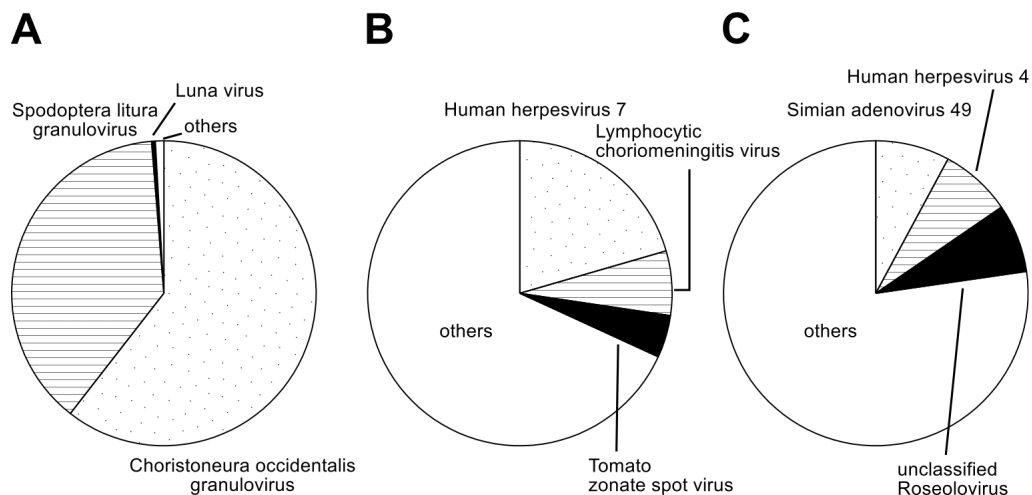 A
Luna virus
Spodoptera litura
granulovirus
others
Choristoneura occidentalis
granulovirus
B
Human herpesvirus 7
Lymphocytic
choriomeningitis virus
others
Tomato
zonate spot virus
C
Human herpesvirus 4
Simian adenovirus 49
others
unclassified
Roseolovirus